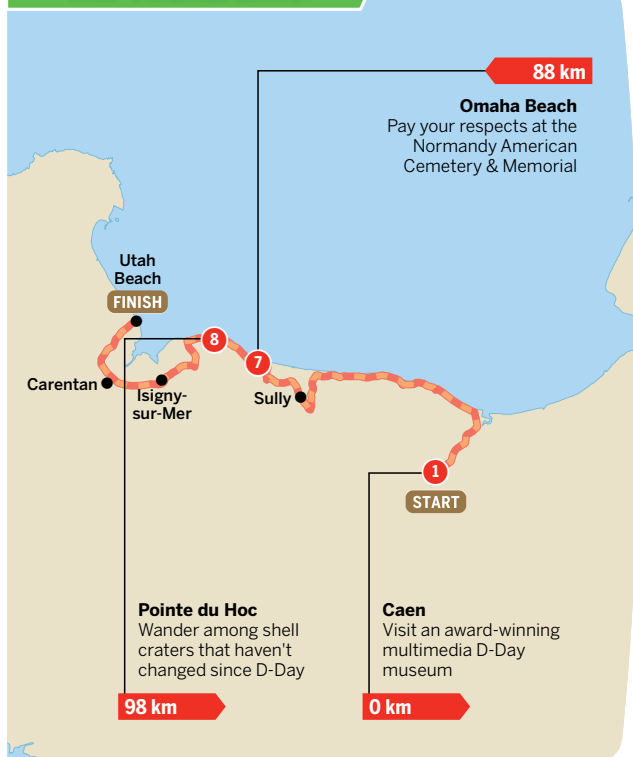 88 km
Omaha Beach
Pay your respects at the
Normandy American
Cemetery & Memorial
Utah
Beach
FINISH
8
7
Carentan
Isigny-
sur-Mer
Sully
1
START
Pointe du Hoc
Wander among shell
craters that haven't
changed since D-Day
98 km
Caen
Visit an award-winning
multimedia D-Day
museum
0 km